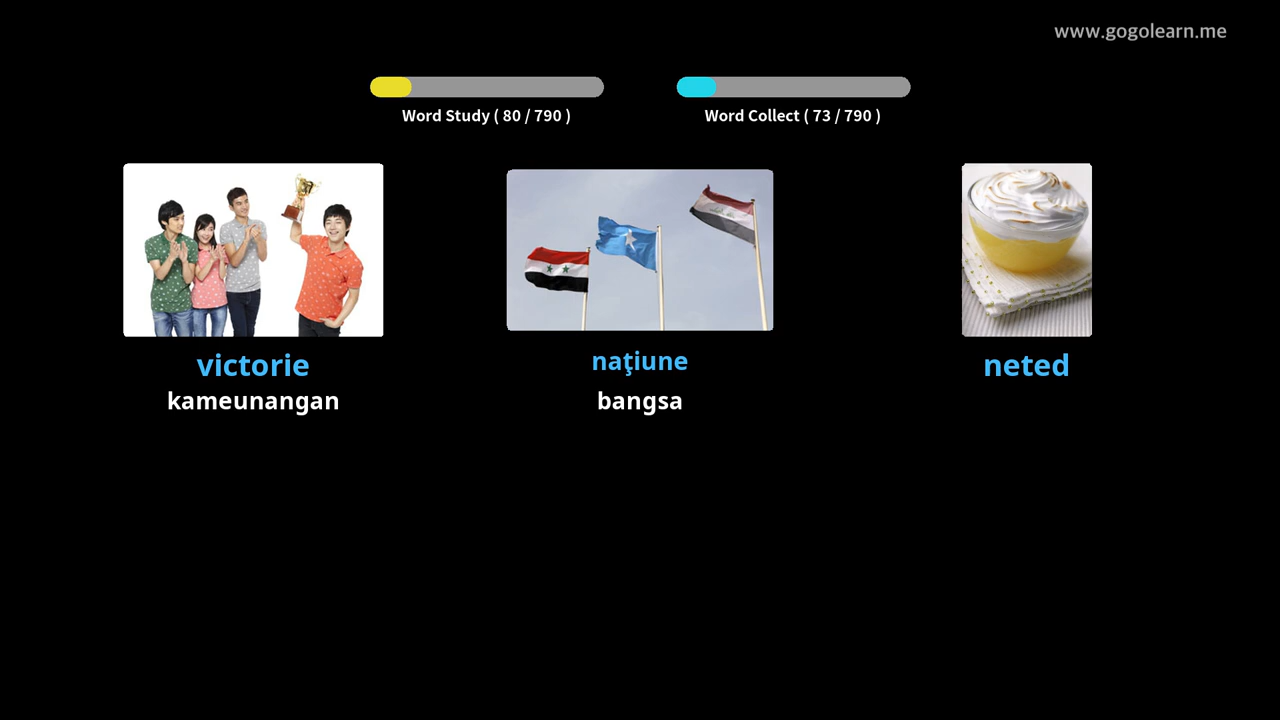 www.gogolearn.me
Word Study ( 80 / 790 )
Word Collect ( 73 / 790 )
victorie
kameunangan
naţiune
bangsa
neted